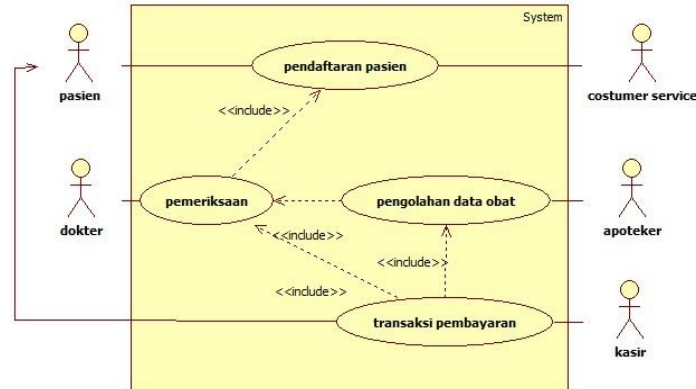 System
pendaftaran pasien
pasien
costumer service
<<include>>
pemeriksaan
pengolahan data obat
dokter
apoteker
<<include>>
<<include>>
<<include>>
transaksi pembayaran
kasir